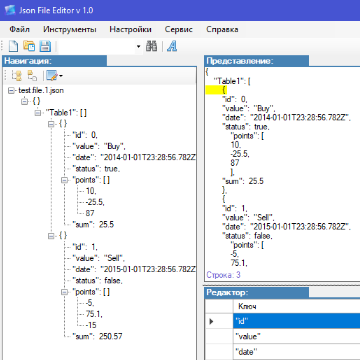 Json File Editor v 1.0
Файл Инструменты Настройки Сервис Справка
Навигация:
test.file.1.json
{ }
"Table1": [ ]
{ }
"id": 0,
"value": "Buy",
"date": "2014-01-01T23:28:56.782Z
"status": true,
"points": [ ]
10,
-25.5,
87
"sum": 25.5
{ }
"id": 1,
"value": "Sell",
"date": "2015-01-01T23:28:56.782Z
"status": false,
"points": [ ]
-5,
75.1,
-15
"sum": 250.57
Представление:
{
"Table1": [
{
"id": 0,
"value": "Buy",
"date": "2014-01-01T23:28:56.782Z",
"status": true,
"points": [
10,
-25.5,
87
],
"sum": 25.5
},
{
"id": 1,
"value": "Sell",
"date": "2015-01-01T23:28:56.782Z",
"status": false,
"points": [
-5,
75.1,
Строка: 3
Редактор:
Ключ
"id"
"value"
"date"